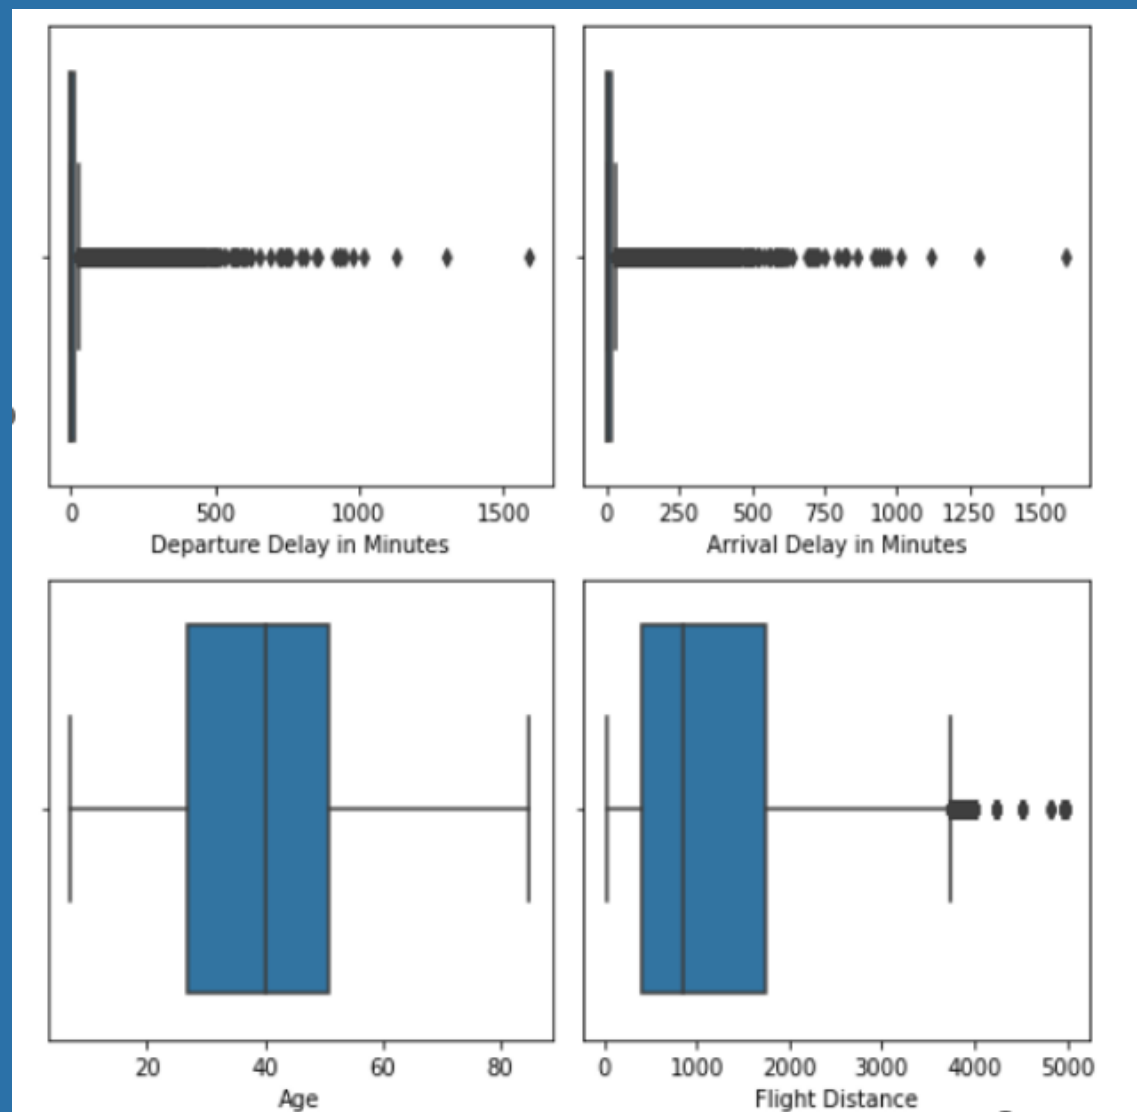 0 500 1000 1500
Departure Delay in Minutes
0 250 500 750 1000 1250 1500
Arrival Delay in Minutes
20 40 60 80
Age
0 1000 2000 3000 4000 5000
Flight Distance